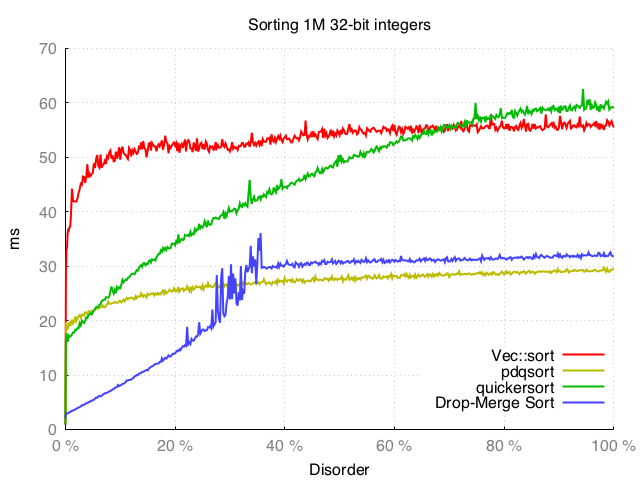 Sorting 1M 32-bit integers
70
60
50
40
30
20
10
0
ms
Vec::sort
pdqsort
quickersort
Drop-Merge Sort
0 % 20 % 40 % 60 % 80 % 100 %
Disorder